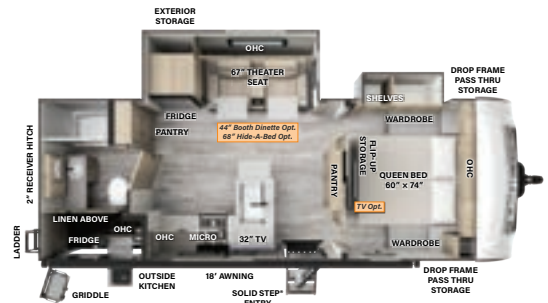 EXTERIOR
STORAGE
OHC
67" THEATER
SEAT
DROP FRAME
PASS THRU
STORAGE
SHELVES
FRIDGE
WARDROBE
PANTRY
44" Booth Dinette Opt.
68" Hide-A-Bed Opt.
2" RECEIVER HITCH
FLIP-UP
STORAGE
PANTRY
QUEEN BED
60" x 74"
OHC
TV Opt.
LINEN ABOVE
LADDER
FRIDGE
OHC
OHC
MICRO
32" TV
WARDROBE
GRIDDLE
OUTSIDE
KITCHEN
18' AWNING
SOLID STEP®
ENTRY
DROP FRAME
PASS THRU
STORAGE